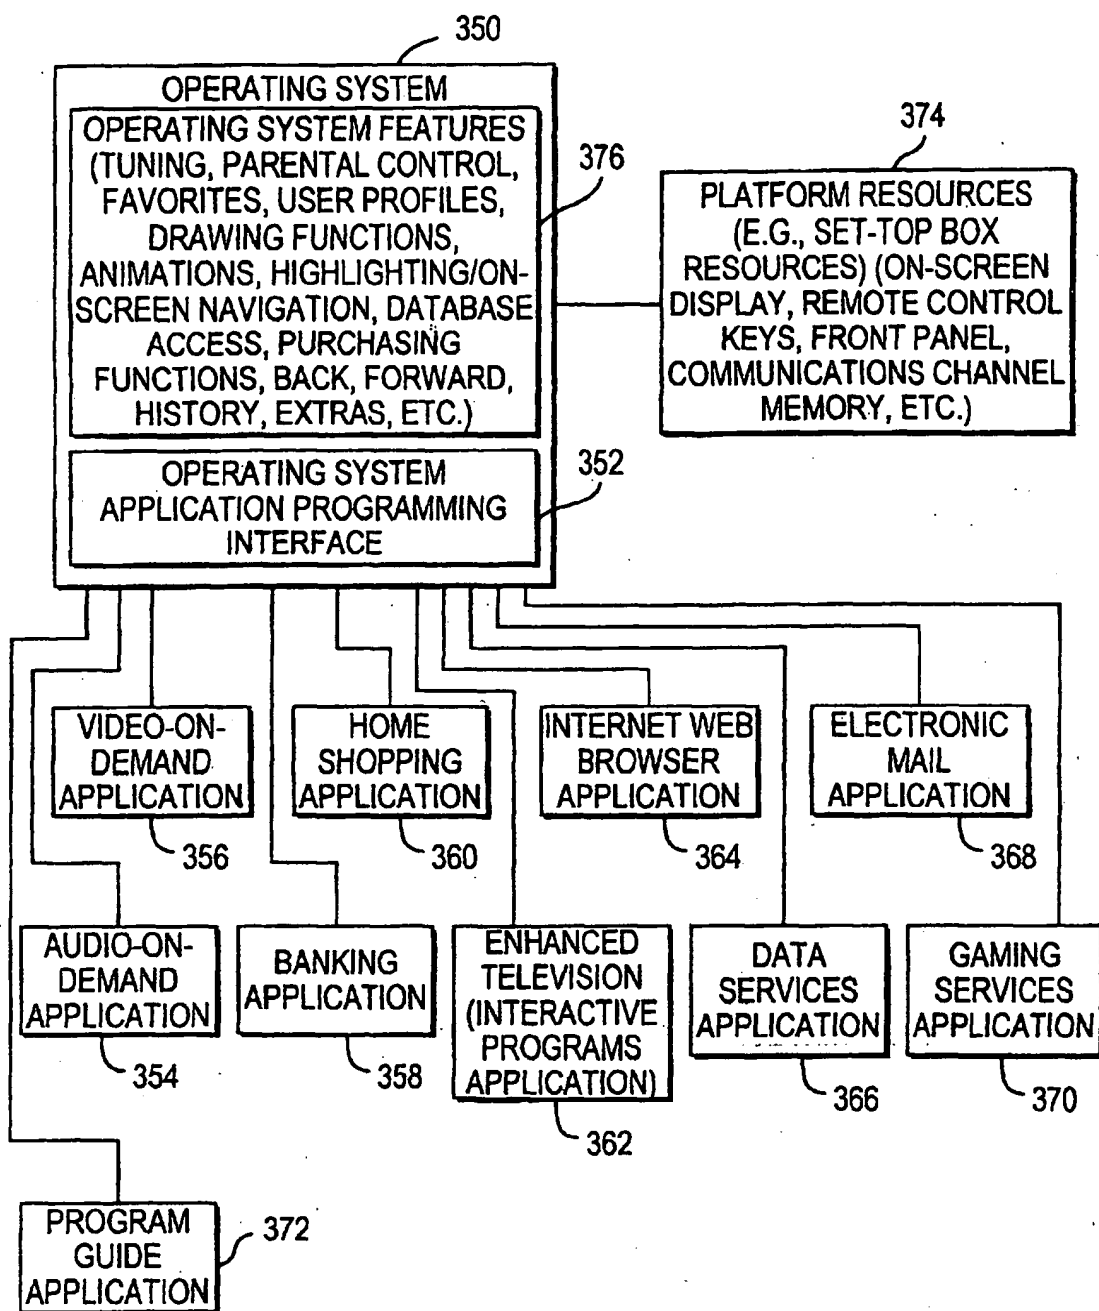 350
OPERATING SYSTEM
OPERATING SYSTEM FEATURES
(TUNING, PARENTAL CONTROL,
FAVORITES, USER PROFILES,
DRAWING FUNCTIONS,
ANIMATIONS, HIGHLIGHTING/ON-
SCREEN NAVIGATION, DATABASE
ACCESS, PURCHASING
FUNCTIONS, BACK, FORWARD,
HISTORY, EXTRAS, ETC.)
376
374
PLATFORM RESOURCES
(E.G., SET-TOP BOX
RESOURCES) (ON-SCREEN
DISPLAY, REMOTE CONTROL
KEYS, FRONT PANEL,
COMMUNICATIONS CHANNEL
MEMORY, ETC.)
352
OPERATING SYSTEM
APPLICATION PROGRAMMING
INTERFACE
VIDEO-ON-
DEMAND
APPLICATION
356
HOME
SHOPPING
APPLICATION
360
INTERNET WEB
BROWSER
APPLICATION
364
ELECTRONIC
MAIL
APPLICATION
368
AUDIO-ON-
DEMAND
APPLICATION
354
BANKING
APPLICATION
358
ENHANCED
TELEVISION
(INTERACTIVE
PROGRAMS
APPLICATION)
362
DATA
SERVICES
APPLICATION
366
GAMING
SERVICES
APPLICATION
370
PROGRAM
GUIDE
APPLICATION
372